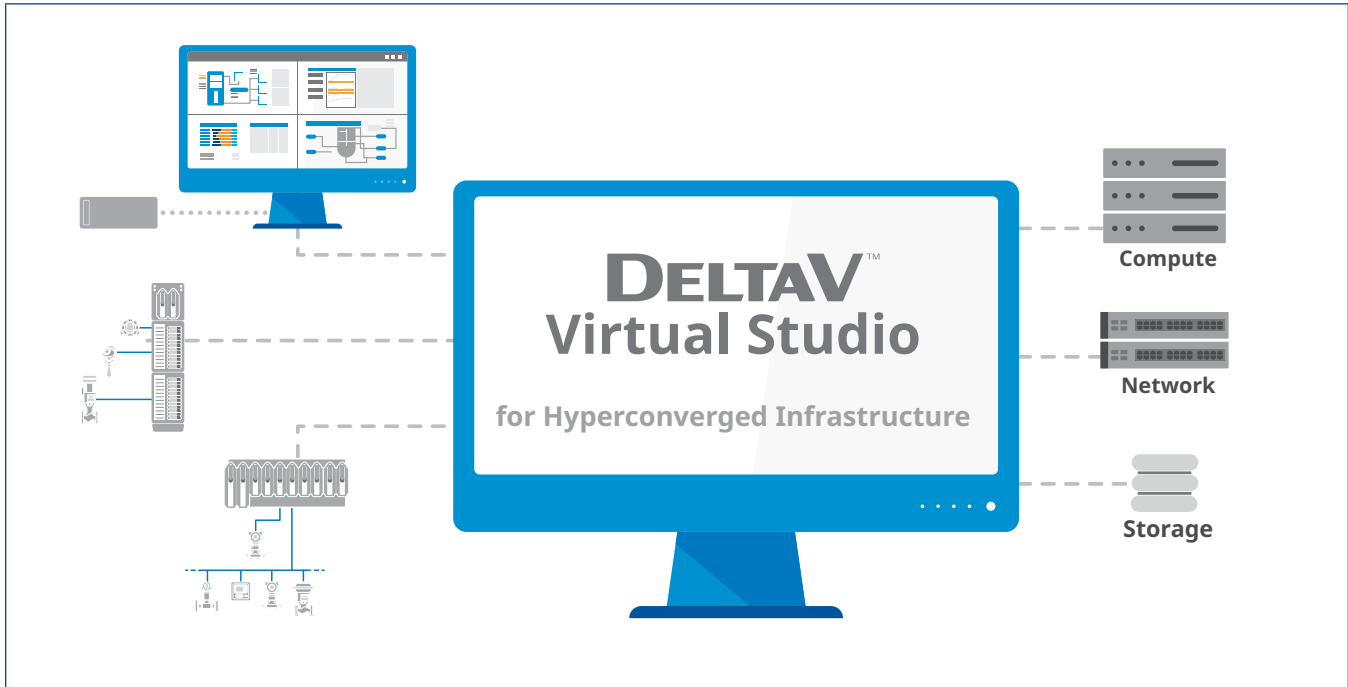 DELTAV™
Virtual Studio
for Hyperconverged Infrastructure
Compute
Network
Storage